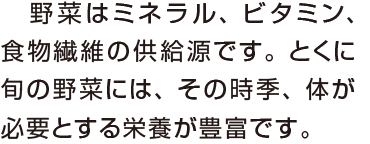 野菜はミネラル、ビタミン、
食物繊維の供給源です。とくに
旬の野菜には、その時季、体が
必要とする栄養が豊富です。